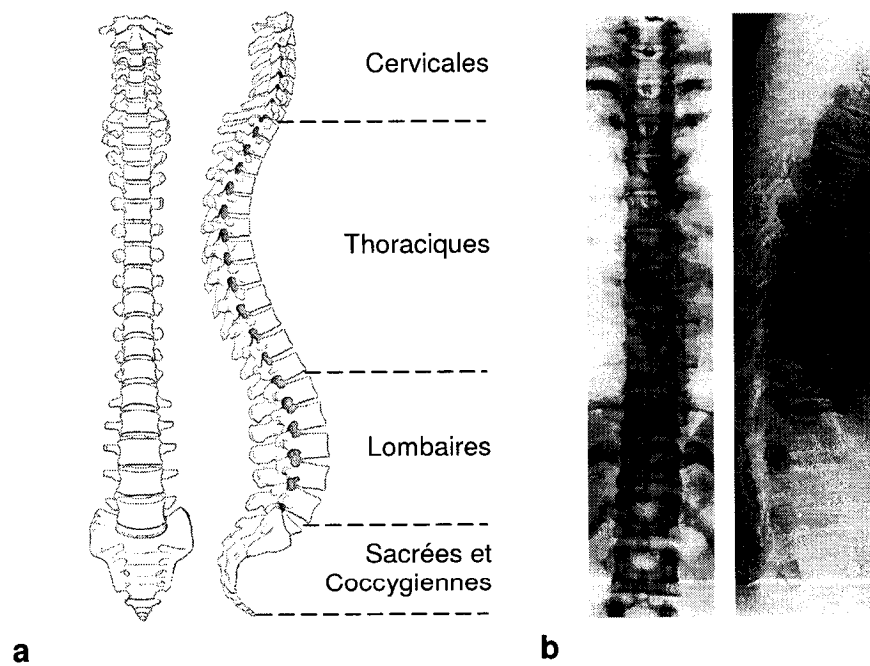 Cervicales
Thoraciques
Lombaires
Sacrées et
Coccygiennes
a
b